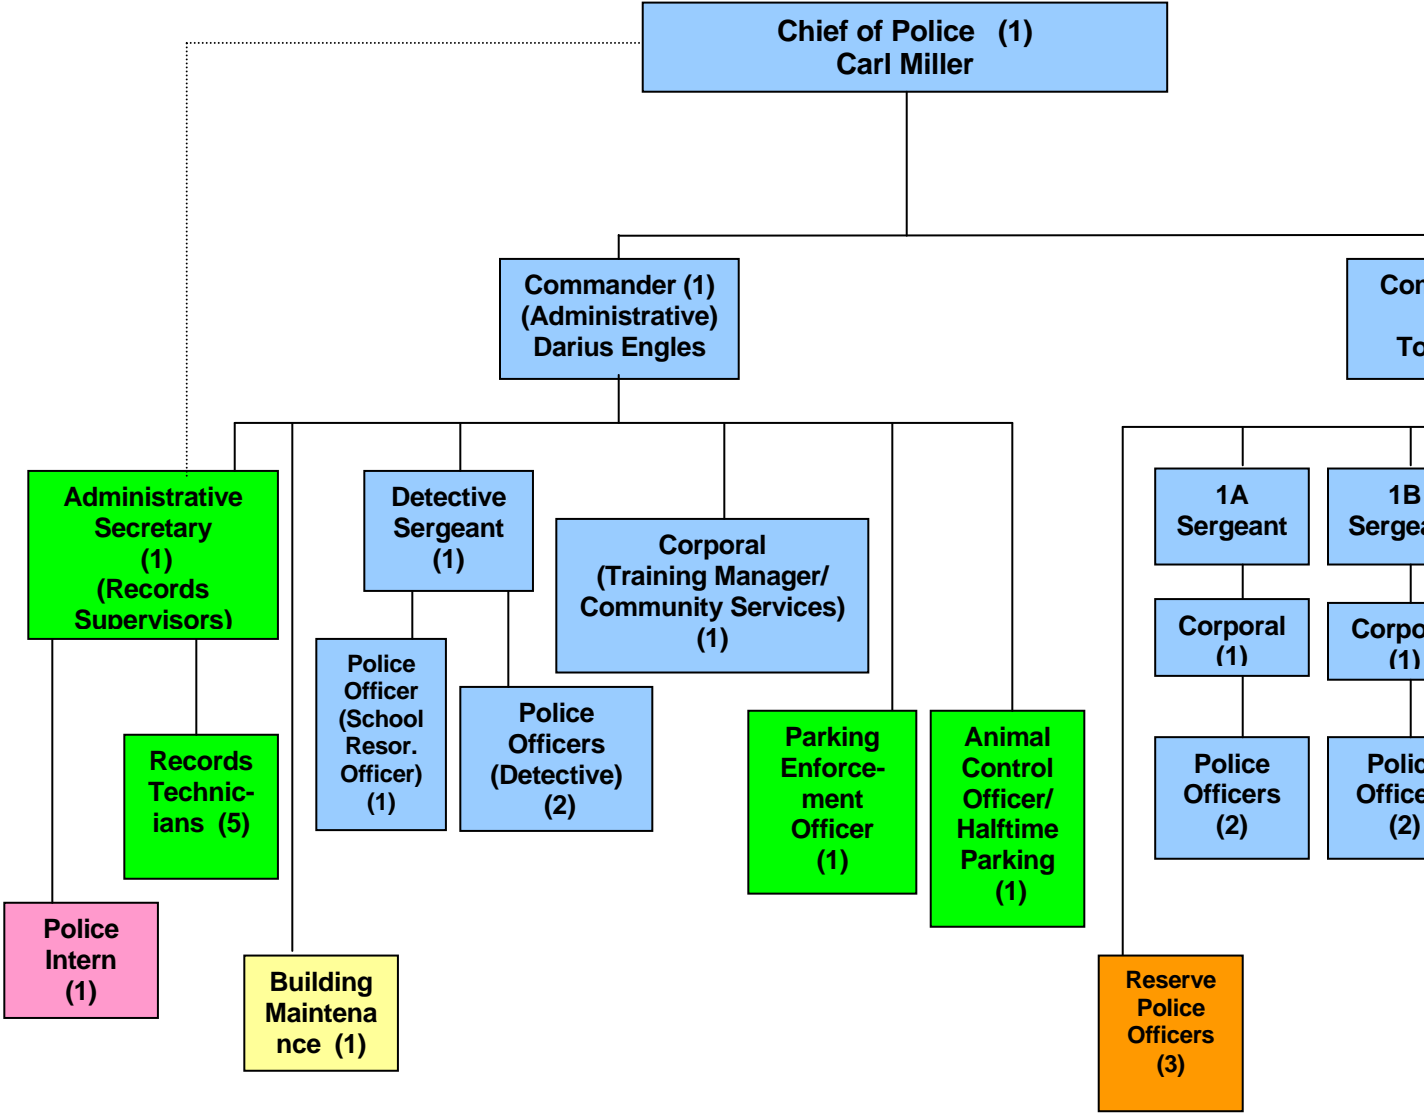 Chief of Police (1)
Carl Miller
Commander (1)
(Administrative)
Darius Engles
Administrative
Secretary
(1)
(Records
Supervisors)
Detective
Sergeant
(1)
Corporal
(Training Manager/
Community Services)
(1)
1A
Sergeant
1B
Corporal
(1)
(1)
Police
Officer
(School
Resor.
Officer)
(1)
Police
Officers
(Detective)
(2)
Records
Technic-
ians (5)
Parking
Enforce-
ment
Officer
(1)
Animal
Control
Officer/
Halftime
Parking
(1)
Police
Officers
(2)
(2)
Police
Intern
(1)
Building
Maintena
nce (1)
Reserve
Police
Officers
(3)